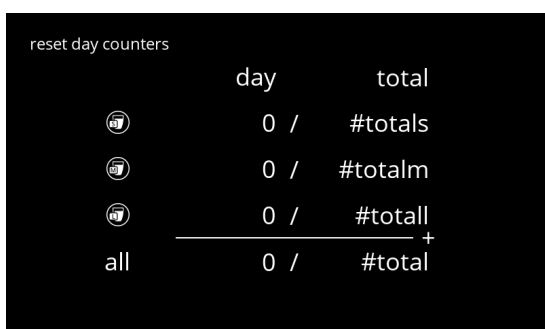 reset day counters
day total
S 0 / #totals
M 0 / #totalm
L 0 / #totall
+
all 0 / #total